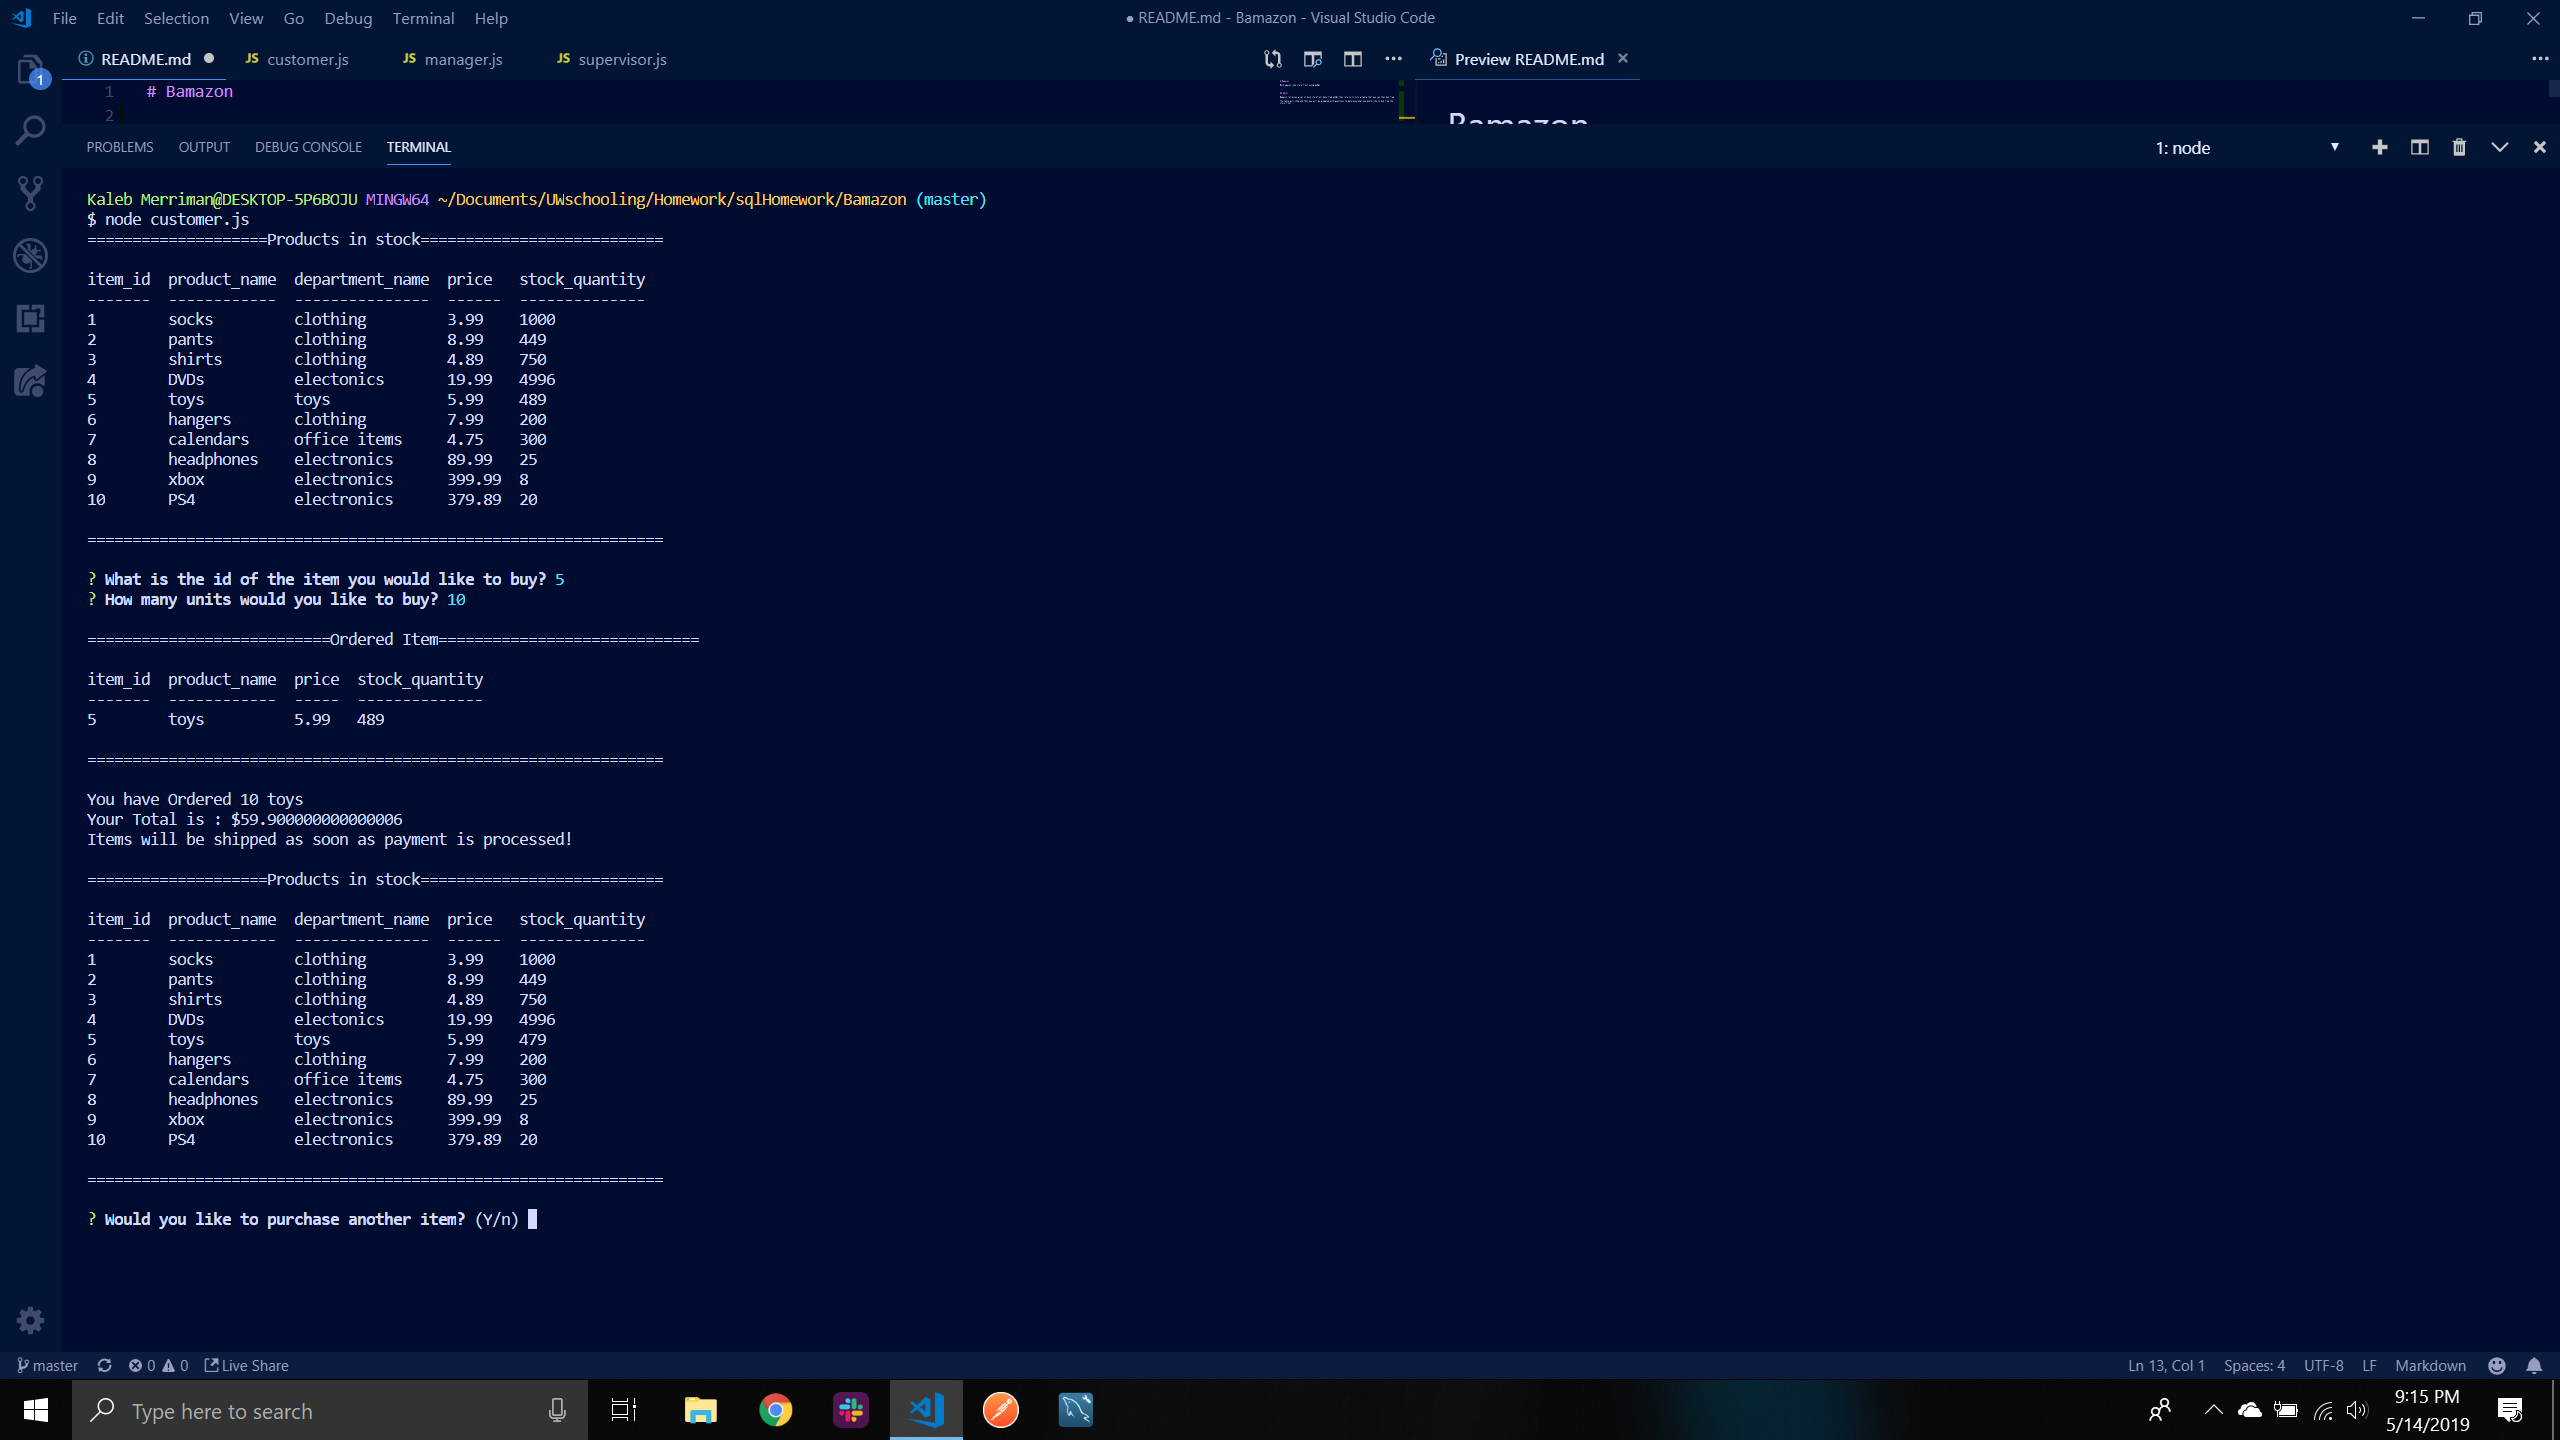 File Edit Selection View Go Debug Terminal Help
● README.md - Bamazon - Visual Studio Code
README.md
JS customer.js
JS manager.js
JS supervisor.js
Preview README.md
1
1 # Bamazon
2
Bamazon
PROBLEMS OUTPUT DEBUG CONSOLE TERMINAL
1: node
Kaleb Merriman@DESKTOP-5P6BOJU MINGW64 ~/Documents/UWschooling/Homework/sqlHomework/Bamazon (master)
$ node customer.js
====================Products in stock===========================
item_id  product_name  department_name  price   stock_quantity
-------  ------------  ---------------  ------  --------------
1        socks         clothing         3.99    1000
2        pants         clothing         8.99    449
3        shirts        clothing         4.89    750
4        DVDs          electonics       19.99   4996
5        toys          toys             5.99    489
6        hangers       clothing         7.99    200
7        calendars     office items     4.75    300
8        headphones    electronics      89.99   25
9        xbox          electronics      399.99  8
10       PS4           electronics      379.89  20
================================================================
? What is the id of the item you would like to buy? 5
? How many units would you like to buy? 10
===========================Ordered Item=============================
item_id  product_name  price  stock_quantity
-------  ------------  -----  --------------
5        toys          5.99   489
================================================================
You have Ordered 10 toys
Your Total is : $59.900000000000006
Items will be shipped as soon as payment is processed!
====================Products in stock===========================
item_id  product_name  department_name  price   stock_quantity
-------  ------------  ---------------  ------  --------------
1        socks         clothing         3.99    1000
2        pants         clothing         8.99    449
3        shirts        clothing         4.89    750
4        DVDs          electonics       19.99   4996
5        toys          toys             5.99    479
6        hangers       clothing         7.99    200
7        calendars     office items     4.75    300
8        headphones    electronics      89.99   25
9        xbox          electronics      399.99  8
10       PS4           electronics      379.89  20
================================================================
? Would you like to purchase another item? (Y/n)
master 0 0 Live Share
Ln 13, Col 1 Spaces: 4 UTF-8 LF Markdown
Type here to search
9:15 PM
5/14/2019